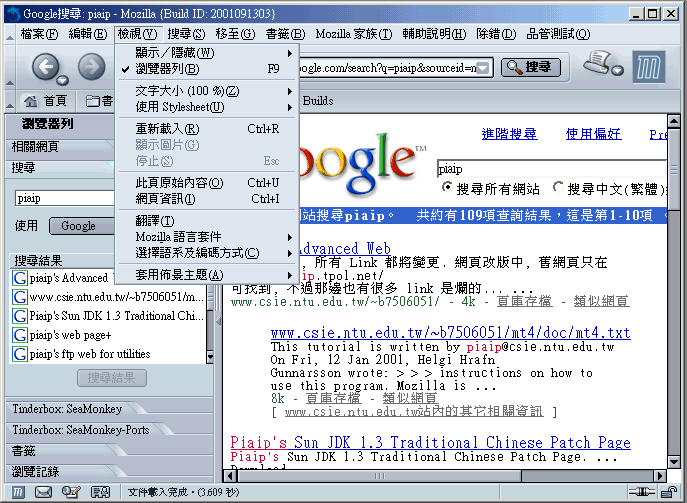 Google搜尋: piaip - Mozilla {Build ID: 2001091303}
檔案(F) 編輯(E) 檢視(V) 搜尋(S) 移至(G) 書籤(B) Mozilla 家族(T) 輔助說明(H) 除錯(D) 品管測試(Q)
顯示／隱藏(W)
瀏覽器列(B) F9
文字大小 (100 %)(Z)
使用 Stylesheet(U)
重新載入(R) Ctrl+R
顯示圖片(G)
停止(S) Esc
此頁原始內容(O) Ctrl+U
網頁資訊(I) Ctrl+I
翻譯(T)
Mozilla 語言套件
選擇語系及編碼方式(C)
套用佈景主題(A)
ogle.com/search?q=piaip&sourceid=n
搜尋
首頁 書 Builds
瀏覽器列
相關網頁
搜尋
piaip
使用 Google
搜尋結果
piaip's Advanced
www.csie.ntu.edu.tw/~b7506051/m...
Piaip's Sun JDK 1.3 Traditional Chi...
piaip's web page+
piaip's ftp web for utilities
搜尋結果
Tinderbox: SeaMonkey
Tinderbox: SeaMonkey-Ports
書籤
瀏覽記錄
oogle™
進階搜尋 使用偏好 Pre
piaip
搜尋所有網站 搜尋中文(繁體)
站搜尋piaip。 共約有109項查詢結果，這是第1-10項 。
Advanced Web
, 所有 Link 都將變更. 網頁改版中, 舊網頁只在
ip.tpol.net/
可找到, 不過那邊也有很多 link 是爛的... ...
www.csie.ntu.edu.tw/~b7506051/ - 4k - 頁庫存檔 - 類似網頁
www.csie.ntu.edu.tw/~b7506051/mt4/doc/mt4.txt
This tutorial is written by piaip@csie.ntu.edu.tw
On Fri, 12 Jan 2001, Helgi Hrafn
Gunnarsson wrote: > > > instructions on how to
use this program. Mozilla is ...
8k - 頁庫存檔 - 類似網頁
[ www.csie.ntu.edu.tw站內的其它相關資訊 ]
Piaip's Sun JDK 1.3 Traditional Chinese Patch Page
Piaip's Sun JDK 1.3 Traditional Chinese Patch Page. ...
文件載入完成。(3.609 秒)